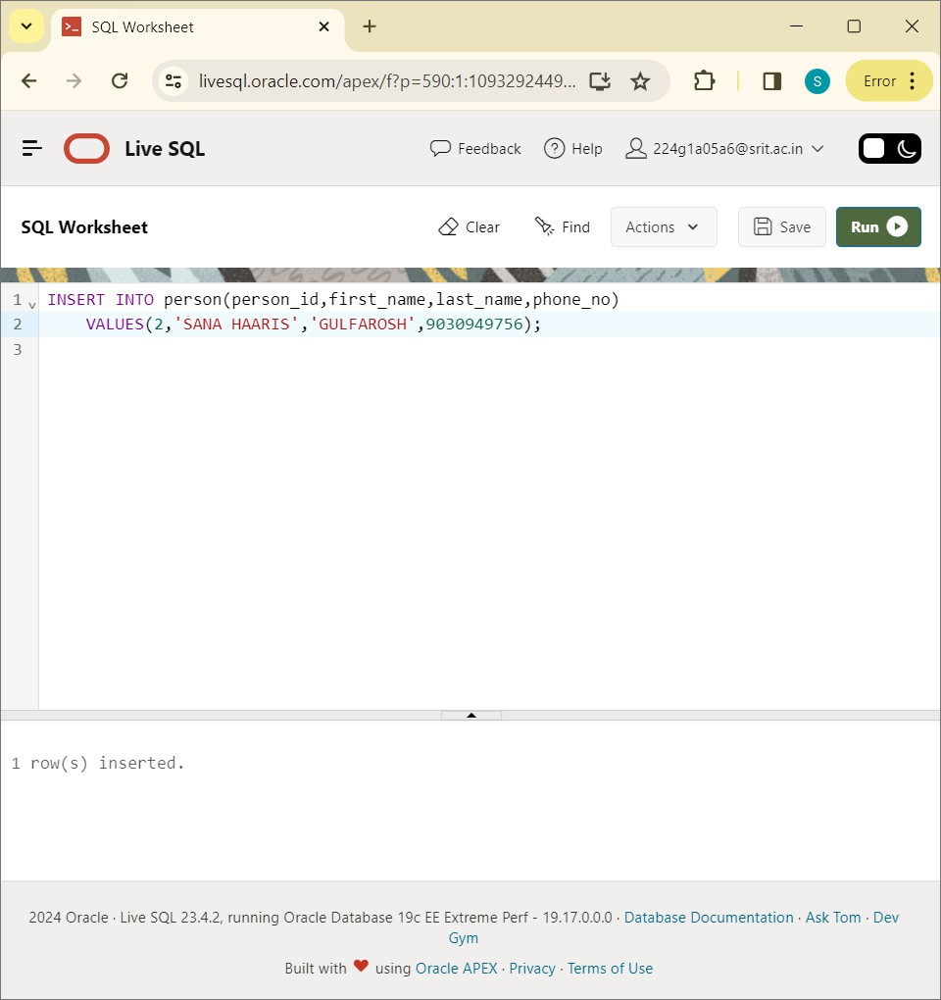 SQL Worksheet
livesql.oracle.com/apex/f?p=590:1:1093292449... S Error
Live SQL Feedback ? Help 224g1a05a6@srit.ac.in
SQL Worksheet Clear Find Actions Save Run
1 INSERT INTO person(person_id,first_name,last_name,phone_no)
2 VALUES(2,'SANA HAARIS','GULFAROSH',9030949756);
3
1 row(s) inserted.
2024 Oracle · Live SQL 23.4.2, running Oracle Database 19c EE Extreme Perf - 19.17.0.0.0 · Database Documentation · Ask Tom · Dev
Gym
Built with ❤ using Oracle APEX · Privacy · Terms of Use